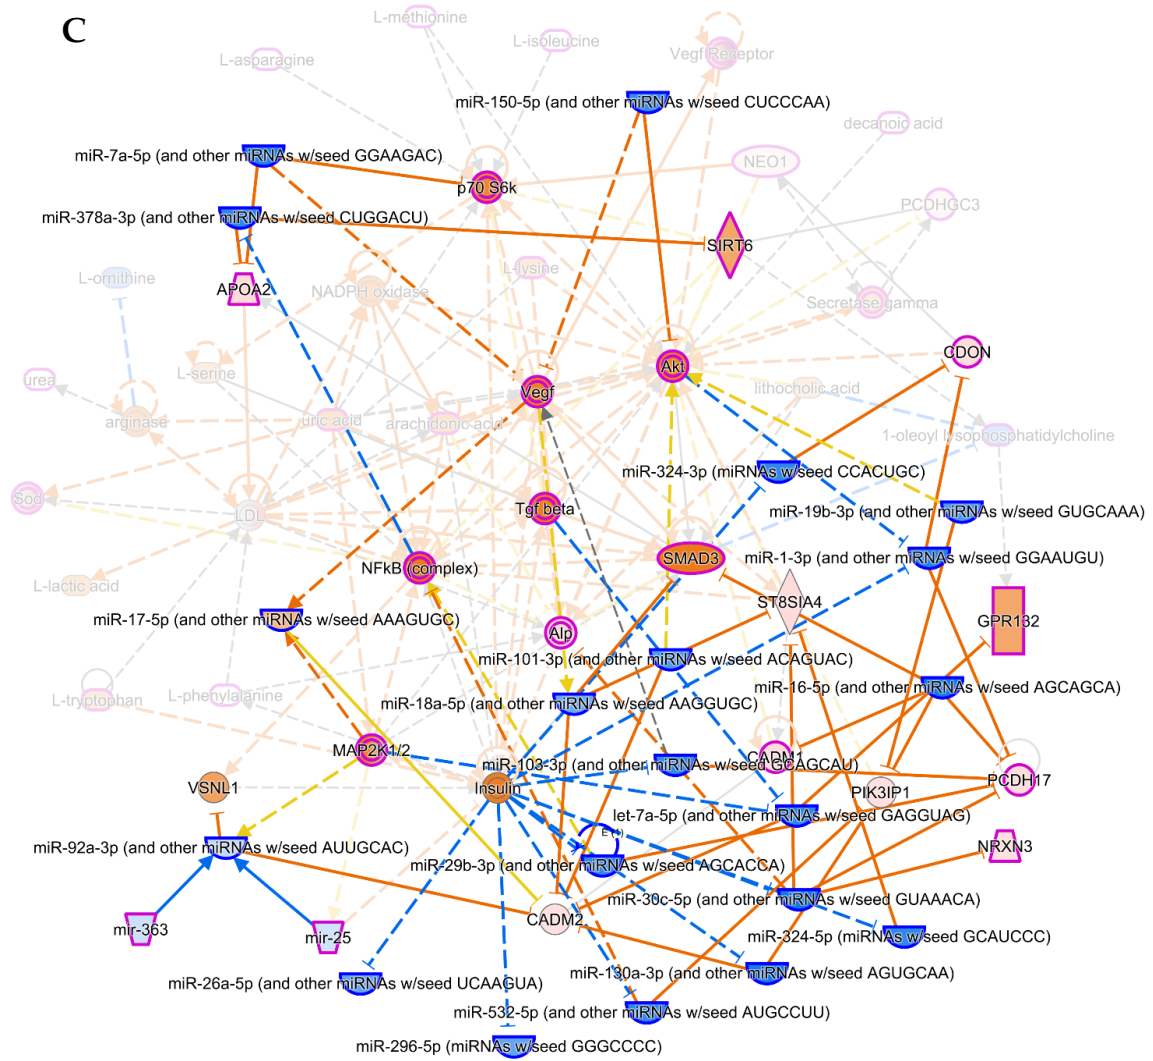 C
L-methionine
L-isoleucine
L-asparagine
Vegf Receptor
miR-150-5p (and other miRNAs w/seed CUCCCAA)
decanoic acid
miR-7a-5p (and other miRNAs w/seed GGAAGAC)
NEO1
p70 S6k
PCDHGC3
miR-378a-3p (and other miRNAs w/seed CUGGACU)
SIRT6
L-lysine
L-ornithine
APOA2
NADPH oxidase
Secretase gamma
CDON
Akt
L-serine
urea
lithocholic acid
Vegf
arginase
uric acid
arachidonic acid
1-oleoyl lysophosphatidylcholine
miR-324-3p (miRNAs w/seed CCACUGC)
Sod
LDL
Tgf beta
miR-19b-3p (and other miRNAs w/seed GUGCAAA)
SMAD3
miR-1-3p (and other miRNAs w/seed GGAAUGU)
NFkB (complex)
L-lactic acid
ST8SIA4
miR-17-5p (and other miRNAs w/seed AAAGUGC)
GPR132
Alp
miR-101-3p (and other miRNAs w/seed ACAGUAC)
miR-16-5p (and other miRNAs w/seed AGCAGCA)
L-tryptophan
L-phenylalanine
miR-18a-5p (and other miRNAs w/seed AAGGUGC)
MAP2K1/2
CADM1
miR-103-3p (and other miRNAs w/seed GCAGCAU)
PCDH17
VSNL1
Insulin
PIK3IP1
let-7a-5p (and other miRNAs w/seed GAGGUAG)
E (1)
miR-92a-3p (and other miRNAs w/seed AUUGCAC)
NRXN3
miR-29b-3p (and other miRNAs w/seed AGCACCA)
miR-30c-5p (and other miRNAs w/seed GUAAACA)
CADM2
mir-363
mir-25
miR-324-5p (miRNAs w/seed GCAUCCC)
miR-130a-3p (and other miRNAs w/seed AGUGCAA)
miR-26a-5p (and other miRNAs w/seed UCAAGUA)
miR-532-5p (and other miRNAs w/seed AUGCCUU)
miR-296-5p (miRNAs w/seed GGGCCCC)